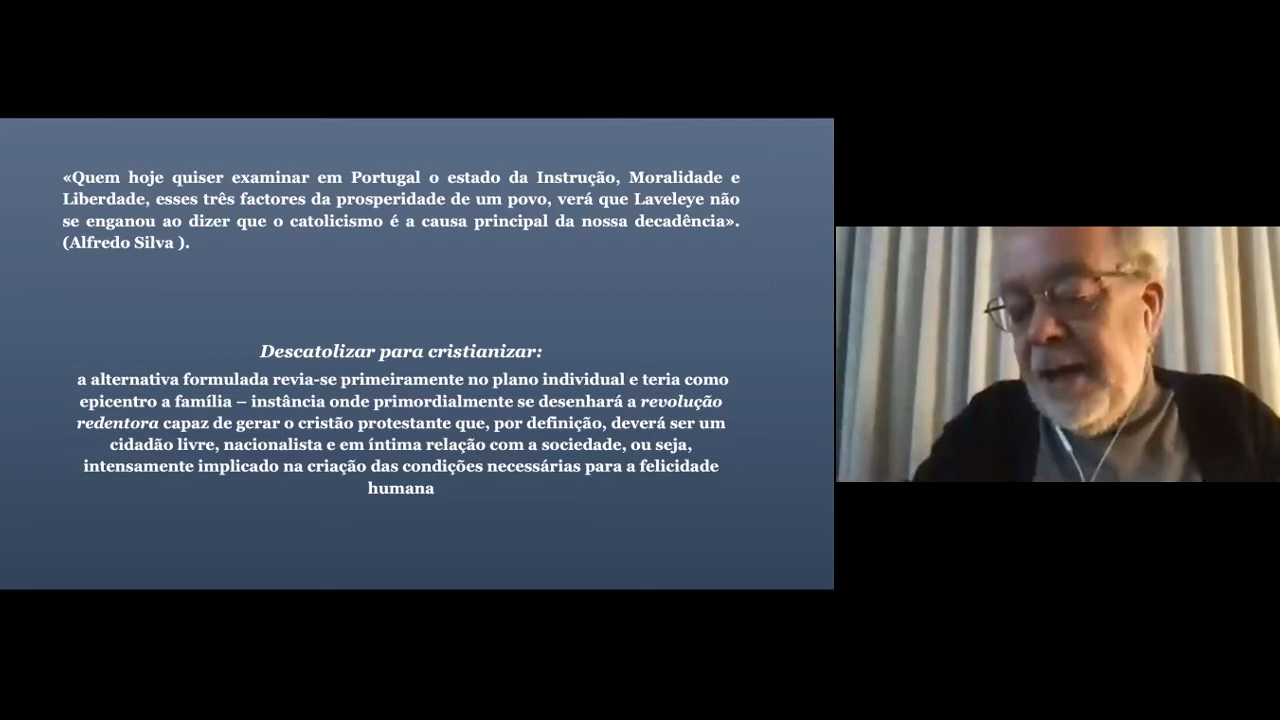 «Quem hoje quiser examinar em Portugal o estado da Instrução, Moralidade e
Liberdade, esses três factores da prosperidade de um povo, verá que Laveleye não
se enganou ao dizer que o catolicismo é a causa principal da nossa decadência».
(Alfredo Silva ).
Descatolizar para cristianizar:
a alternativa formulada revia-se primeiramente no plano individual e teria como
epicentro a família – instância onde primordialmente se desenhará a revolução
redentora capaz de gerar o cristão protestante que, por definição, deverá ser um
cidadão livre, nacionalista e em íntima relação com a sociedade, ou seja,
intensamente implicado na criação das condições necessárias para a felicidade
humana